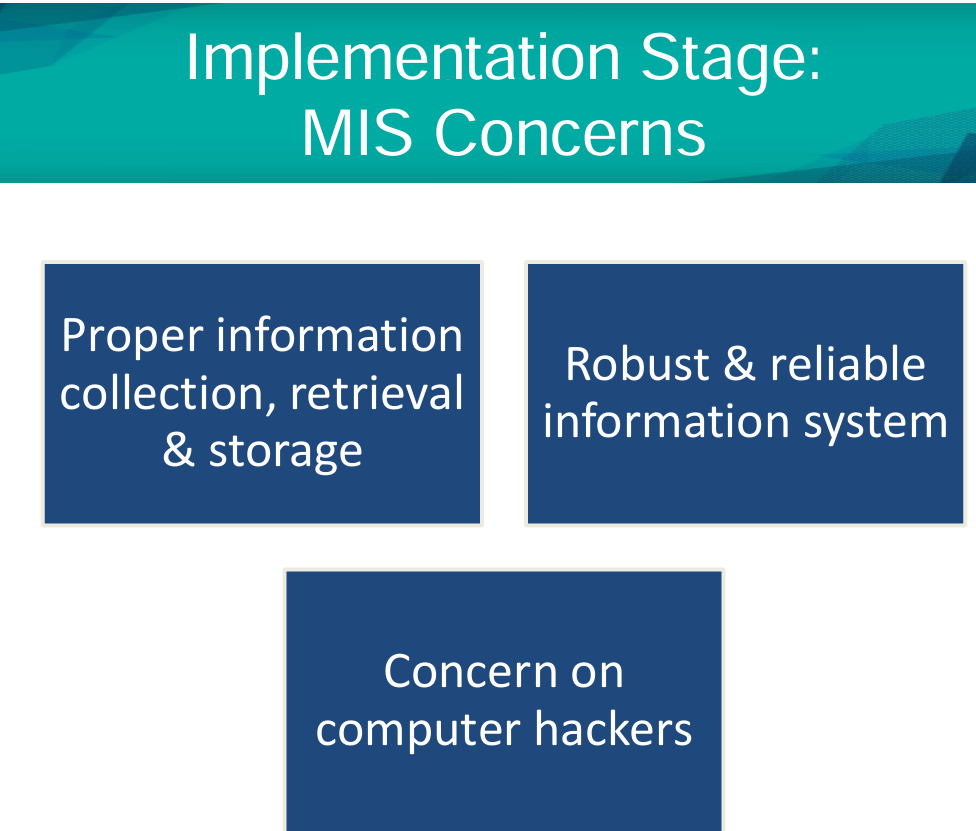 Implementation Stage:
MIS Concerns
Proper information
collection, retrieval
& storage
Robust & reliable
information system
Concern on
computer hackers